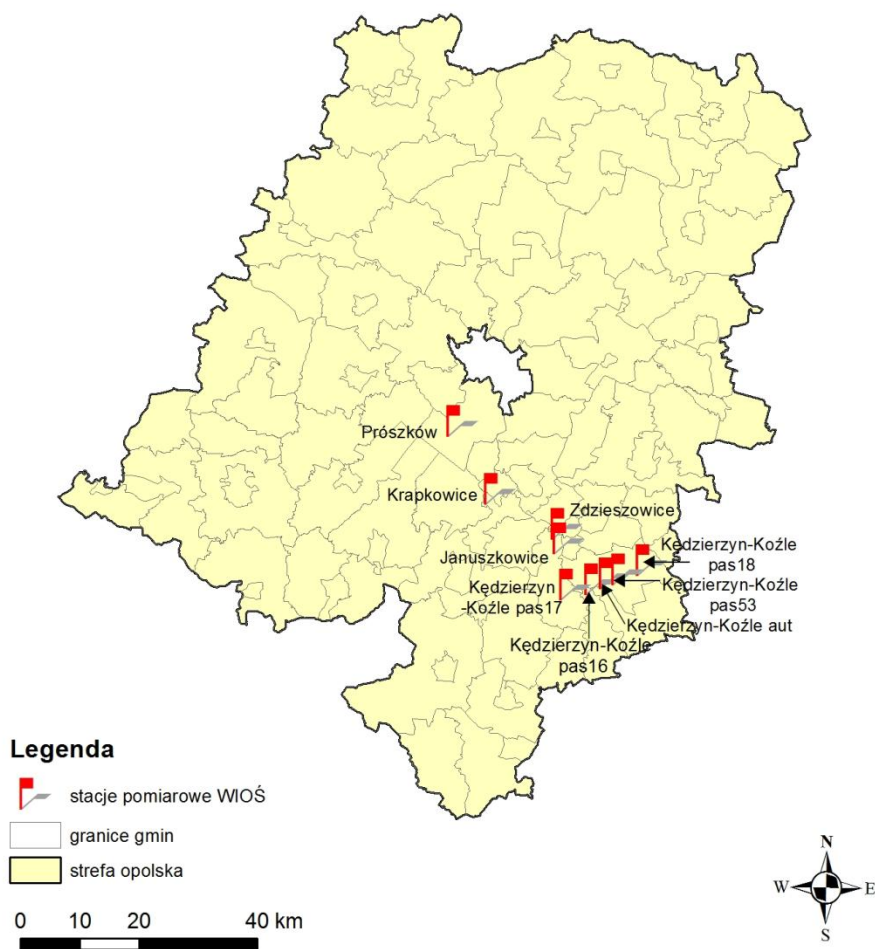 Prószków
Krapkowice
Zdzieszowice
Januszkowice
Kędzierzyn-Koźle
pas18
Kędzierzyn
-Koźle pas17
Kędzierzyn-Koźle
pas53
Kędzierzyn-Koźle aut
Kędzierzyn-Koźle
pas16
Legenda
stacje pomiarowe WIOŚ
granice gmin
strefa opolska
0 10 20 40 km
N
W E
S